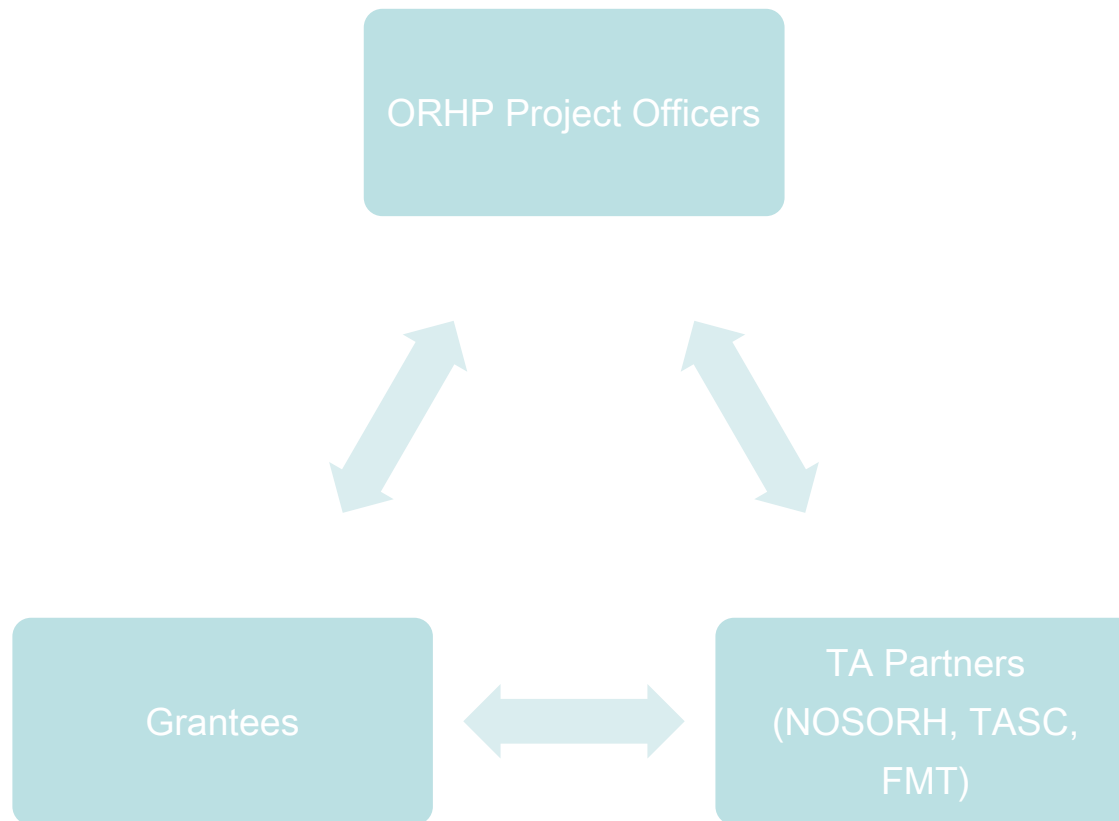 ORHP Project Officers
Grantees
TA Partners
(NOSORH, TASC,
FMT)